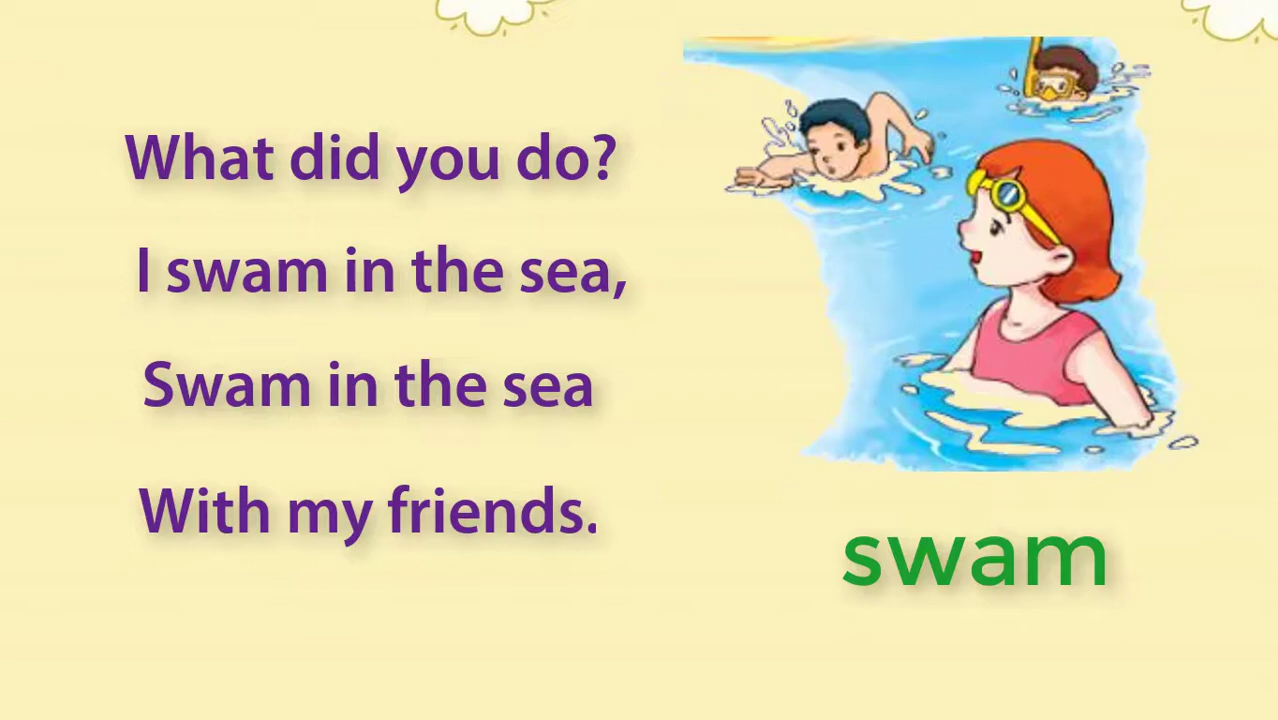 What did you do?
I swam in the sea,
Swam in the sea
With my friends.
swam